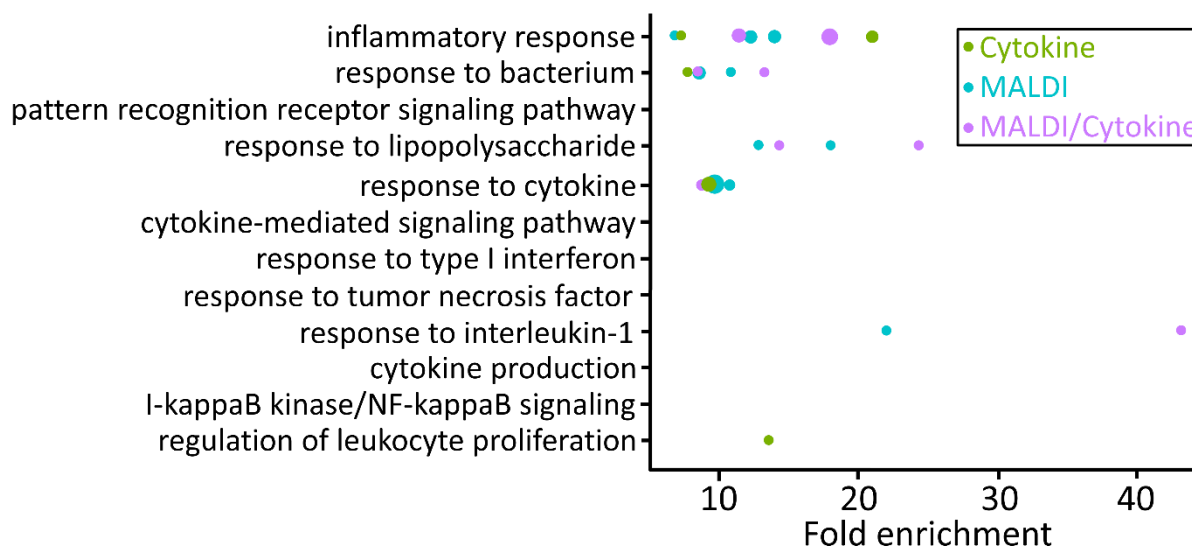 inflammatory response
response to bacterium
pattern recognition receptor signaling pathway
response to lipopolysaccharide
response to cytokine
cytokine-mediated signaling pathway
response to type I interferon
response to tumor necrosis factor
response to interleukin-1
cytokine production
I-kappaB kinase/NF-kappaB signaling
regulation of leukocyte proliferation
Cytokine
MALDI
MALDI/Cytokine
10 20 30 40
Fold enrichment